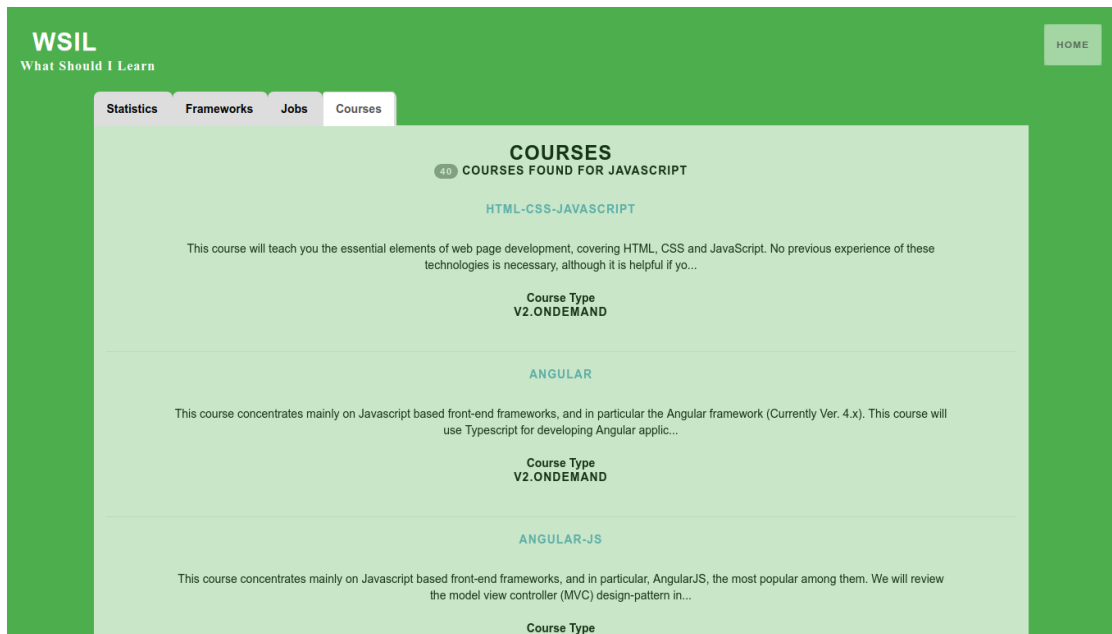 WSIL
What Should I Learn
HOME
Statistics Frameworks Jobs Courses
COURSES
40 COURSES FOUND FOR JAVASCRIPT
HTML-CSS-JAVASCRIPT
This course will teach you the essential elements of web page development, covering HTML, CSS and JavaScript. No previous experience of these
technologies is necessary, although it is helpful if yo...
Course Type
V2.ONDEMAND
ANGULAR
This course concentrates mainly on Javascript based front-end frameworks, and in particular the Angular framework (Currently Ver. 4.x). This course will
use Typescript for developing Angular applic...
Course Type
V2.ONDEMAND
ANGULAR-JS
This course concentrates mainly on Javascript based front-end frameworks, and in particular, AngularJS, the most popular among them. We will review
the model view controller (MVC) design-pattern in...
Course Type